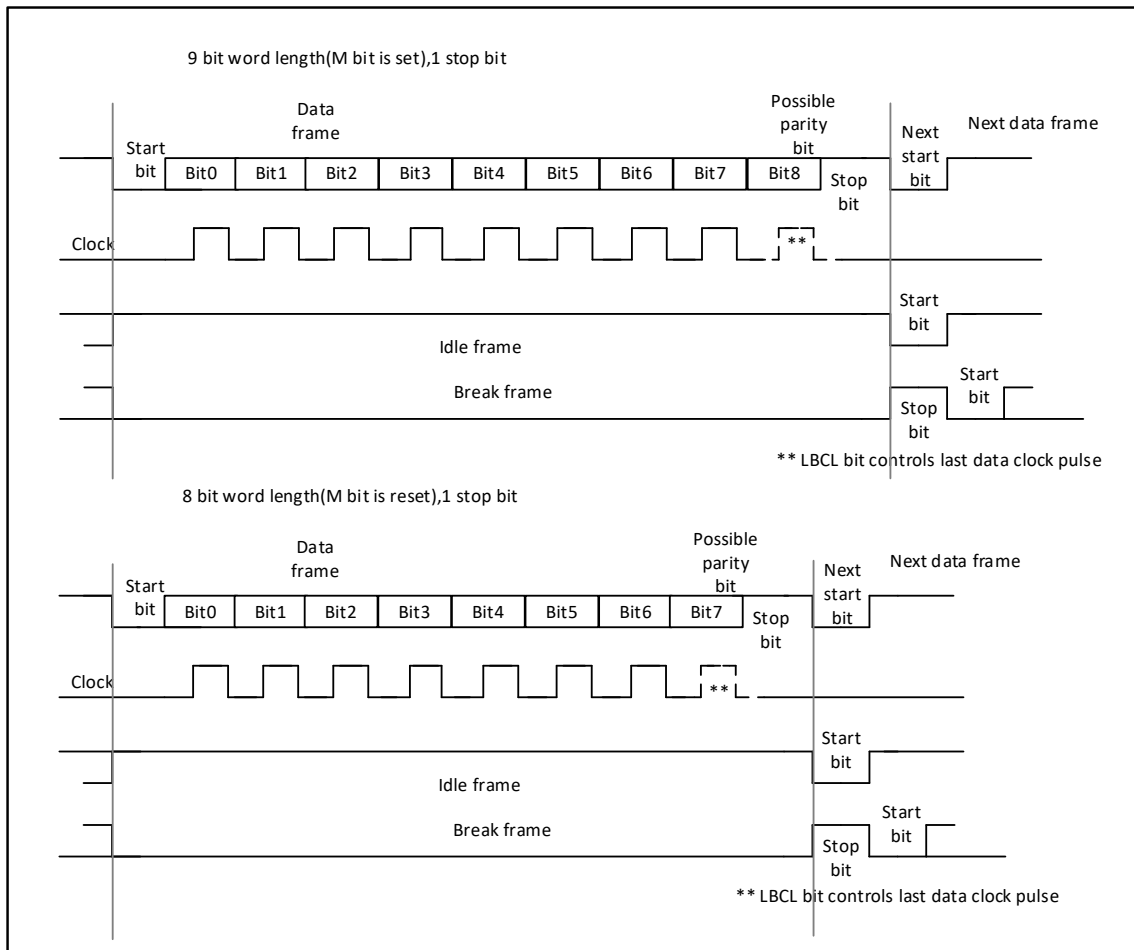 9 bit word length(M bit is set),1 stop bit
Data
frame
Possible
parity
bit
Next data frame
Start
bit
Bit0
Bit1
Bit2
Bit3
Bit4
Bit5
Bit6
Bit7
Bit8
Stop
bit
Next
start
bit
Clock
**
Idle frame
Start
bit
Break frame
Stop
bit
Start
bit
** LBCL bit controls last data clock pulse
8 bit word length(M bit is reset),1 stop bit
Data
frame
Possible
parity
bit
Next data frame
Start
bit
Bit0
Bit1
Bit2
Bit3
Bit4
Bit5
Bit6
Bit7
Stop
bit
Next
start
bit
Clock
**
Idle frame
Start
bit
Break frame
Stop
bit
Start
bit
** LBCL bit controls last data clock pulse